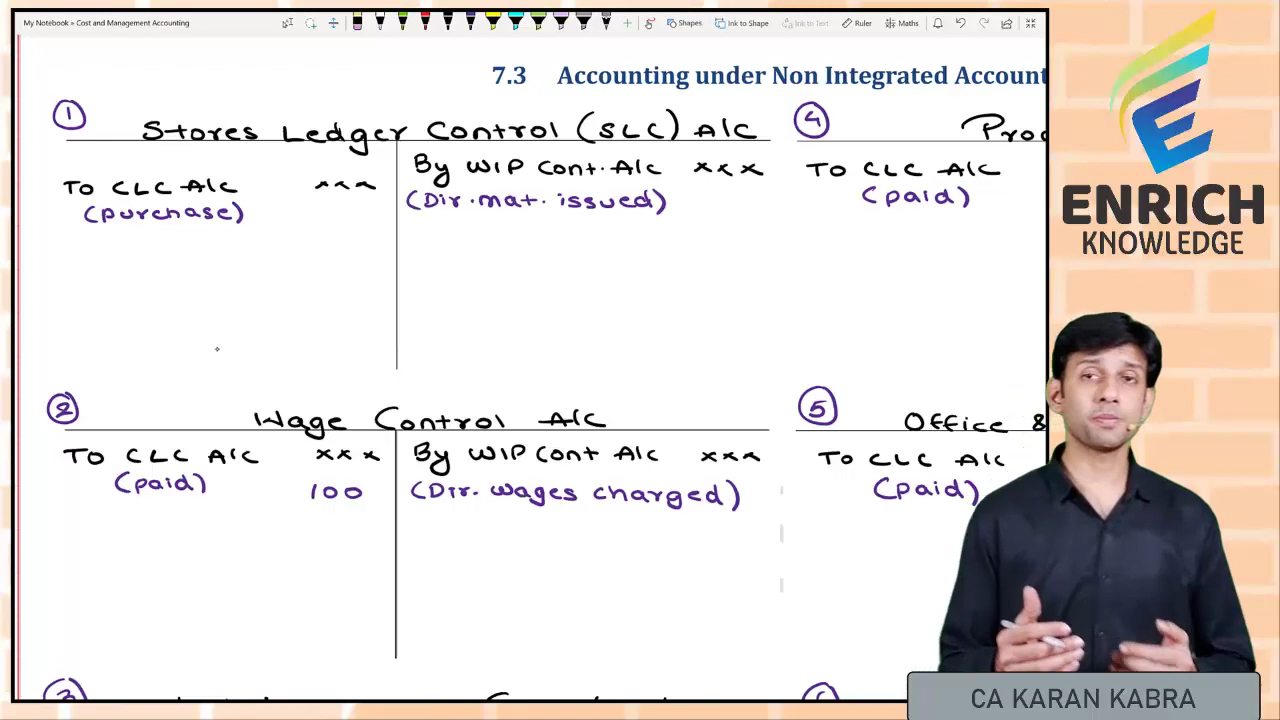 My Notebook » Cost and Management Accounting
Shapes
Ink to Shape
Ink to Text
Ruler
Maths
7.3 Accounting under Non Integrated Account
1
Stores Ledger Control (SLC) A/C
To CLC A/C xxx
(purchase)
By WIP Cont. A/C xxx
(Dir. mat. issued)
4
To CLC A/C
(paid)
2
Wage Control A/C
To CLC A/C xxx
(paid) 100
By WIP Cont A/C xxx
(Dir. wages charged)
5
Office &
To CLC A/C
(paid)
3
ENRICH
KNOWLEDGE
CA KARAN KABRA